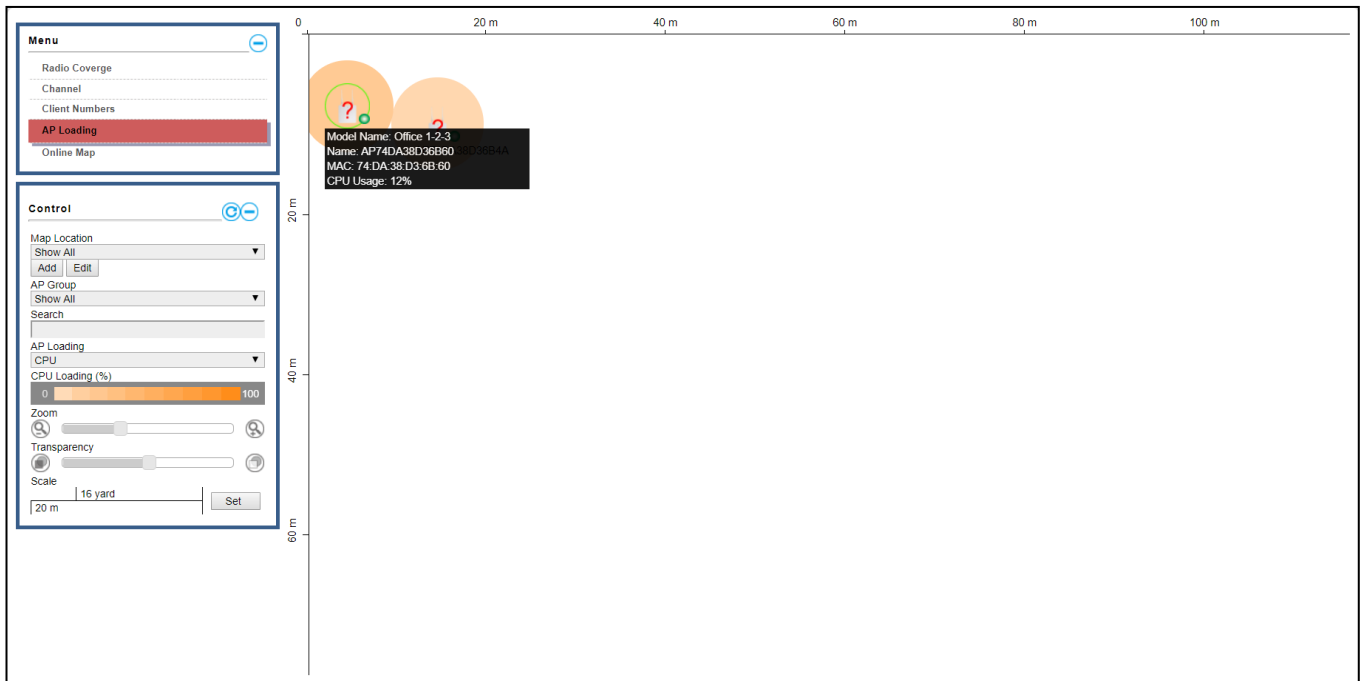 Menu
Radio Coverge
Channel
Client Numbers
AP Loading
Online Map
Control
Map Location
Show All
Add Edit
AP Group
Show All
Search
AP Loading
CPU
CPU Loading (%)
0 100
Zoom
Transparency
Scale
16 yard
20 m
Set
0 20 m 40 m 60 m 80 m 100 m
20 m
40 m
60 m
?
?
Model Name: Office 1-2-3
Name: AP74DA38D36B60 38D36B4A
MAC: 74:DA:38:D3:6B:60
CPU Usage: 12%